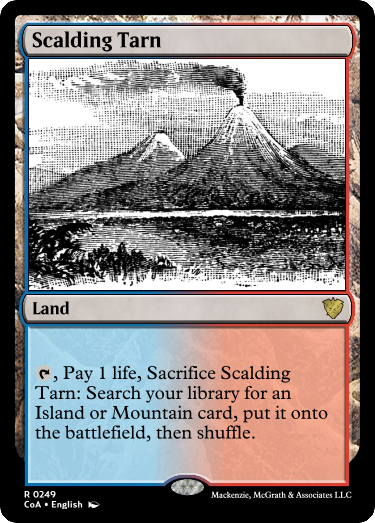 Scalding Tarn
Land
, Pay 1 life, Sacrifice Scalding
Tarn: Search your library for an
Island or Mountain card, put it onto
the battlefield, then shuffle.
R 0249
CoA • English
Mackenzie, McGrath & Associates LLC